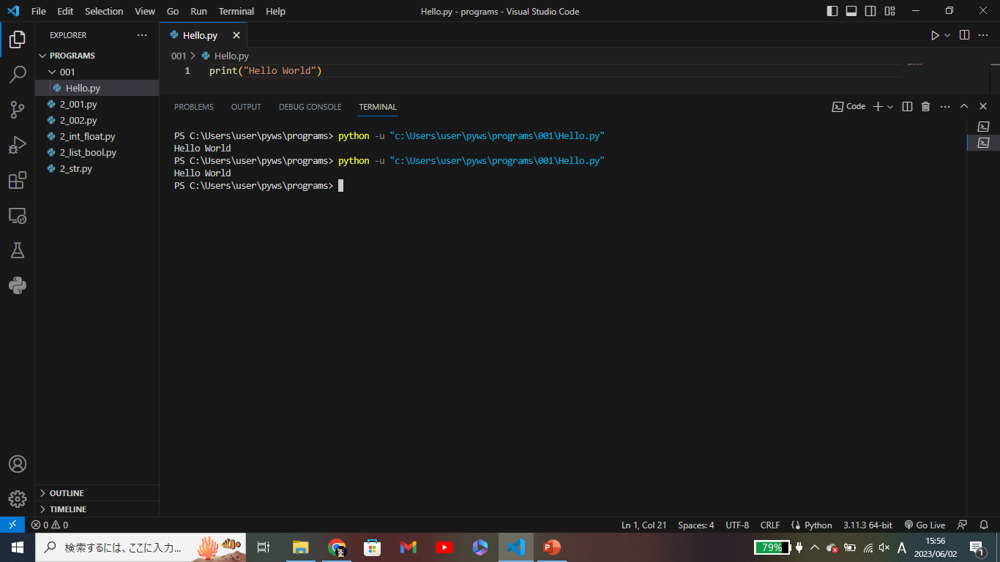 File Edit Selection View Go Run Terminal Help
Hello.py - programs - Visual Studio Code
EXPLORER
PROGRAMS
001
Hello.py
2_001.py
2_002.py
2_int_float.py
2_list_bool.py
2_str.py
OUTLINE
TIMELINE
Hello.py
001 > Hello.py
1 print("Hello World")
PROBLEMS OUTPUT DEBUG CONSOLE TERMINAL
Code
PS C:\Users\user\pyws\programs> python -u "c:\Users\user\pyws\programs\001\Hello.py"
Hello World
PS C:\Users\user\pyws\programs> python -u "c:\Users\user\pyws\programs\001\Hello.py"
Hello World
PS C:\Users\user\pyws\programs>
0 0
Ln 1, Col 21 Spaces: 4 UTF-8 CRLF Python 3.11.3 64-bit Go Live
検索するには、ここに入力...
79%
A
15:56
2023/06/02
1